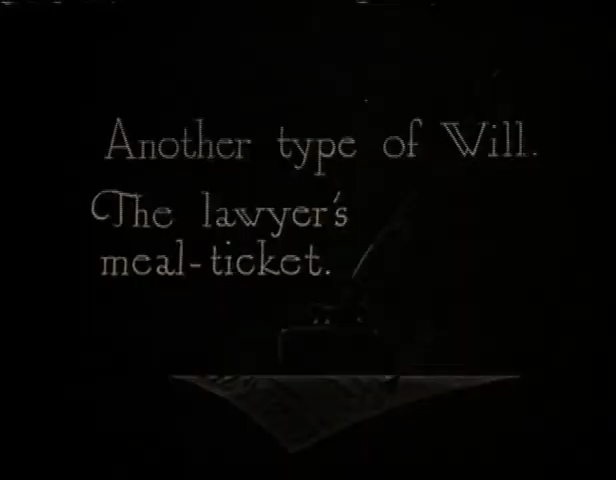 Another type of Will.
The lawyer's
meal-ticket.